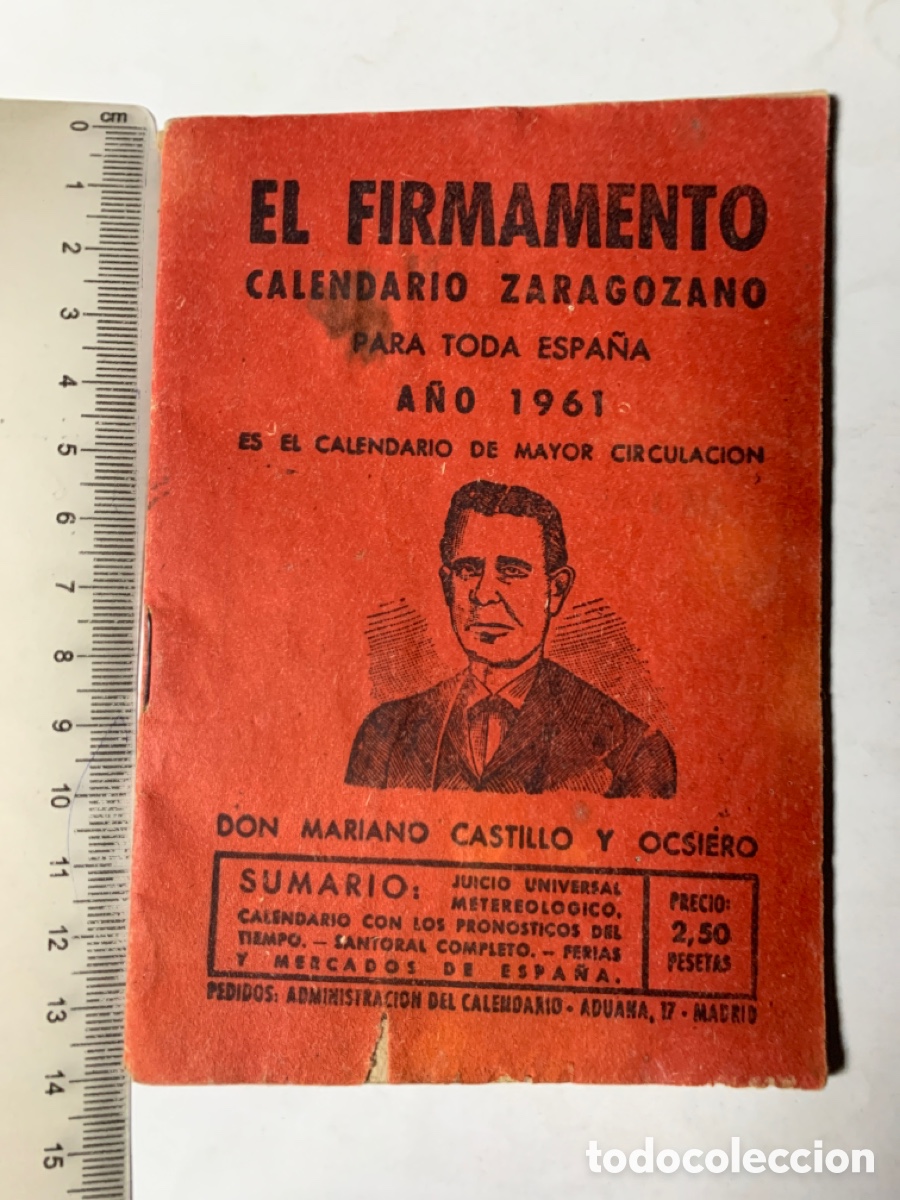 cm
0
1
2
3
4
5
6
7
8
9
10
11
12
13
14
15
EL FIRMAMENTO
CALENDARIO ZARAGOZANO
PARA TODA ESPAÑA
AÑO 1961
ES EL CALENDARIO DE MAYOR CIRCULACION
DON MARIANO CASTILLO Y OCSIERO
SUMARIO: JUICIO UNIVERSAL
METEREOLOGICO.
CALENDARIO CON LOS PRONOSTICOS DEL
TIEMPO. — SANTORAL COMPLETO. — FERIAS
Y MERCADOS DE ESPAÑA.
PRECIO:
2,50
PESETAS
PEDIDOS: ADMINISTRACION DEL CALENDARIO - ADUANA, 17 - MADRID
todocoleccion